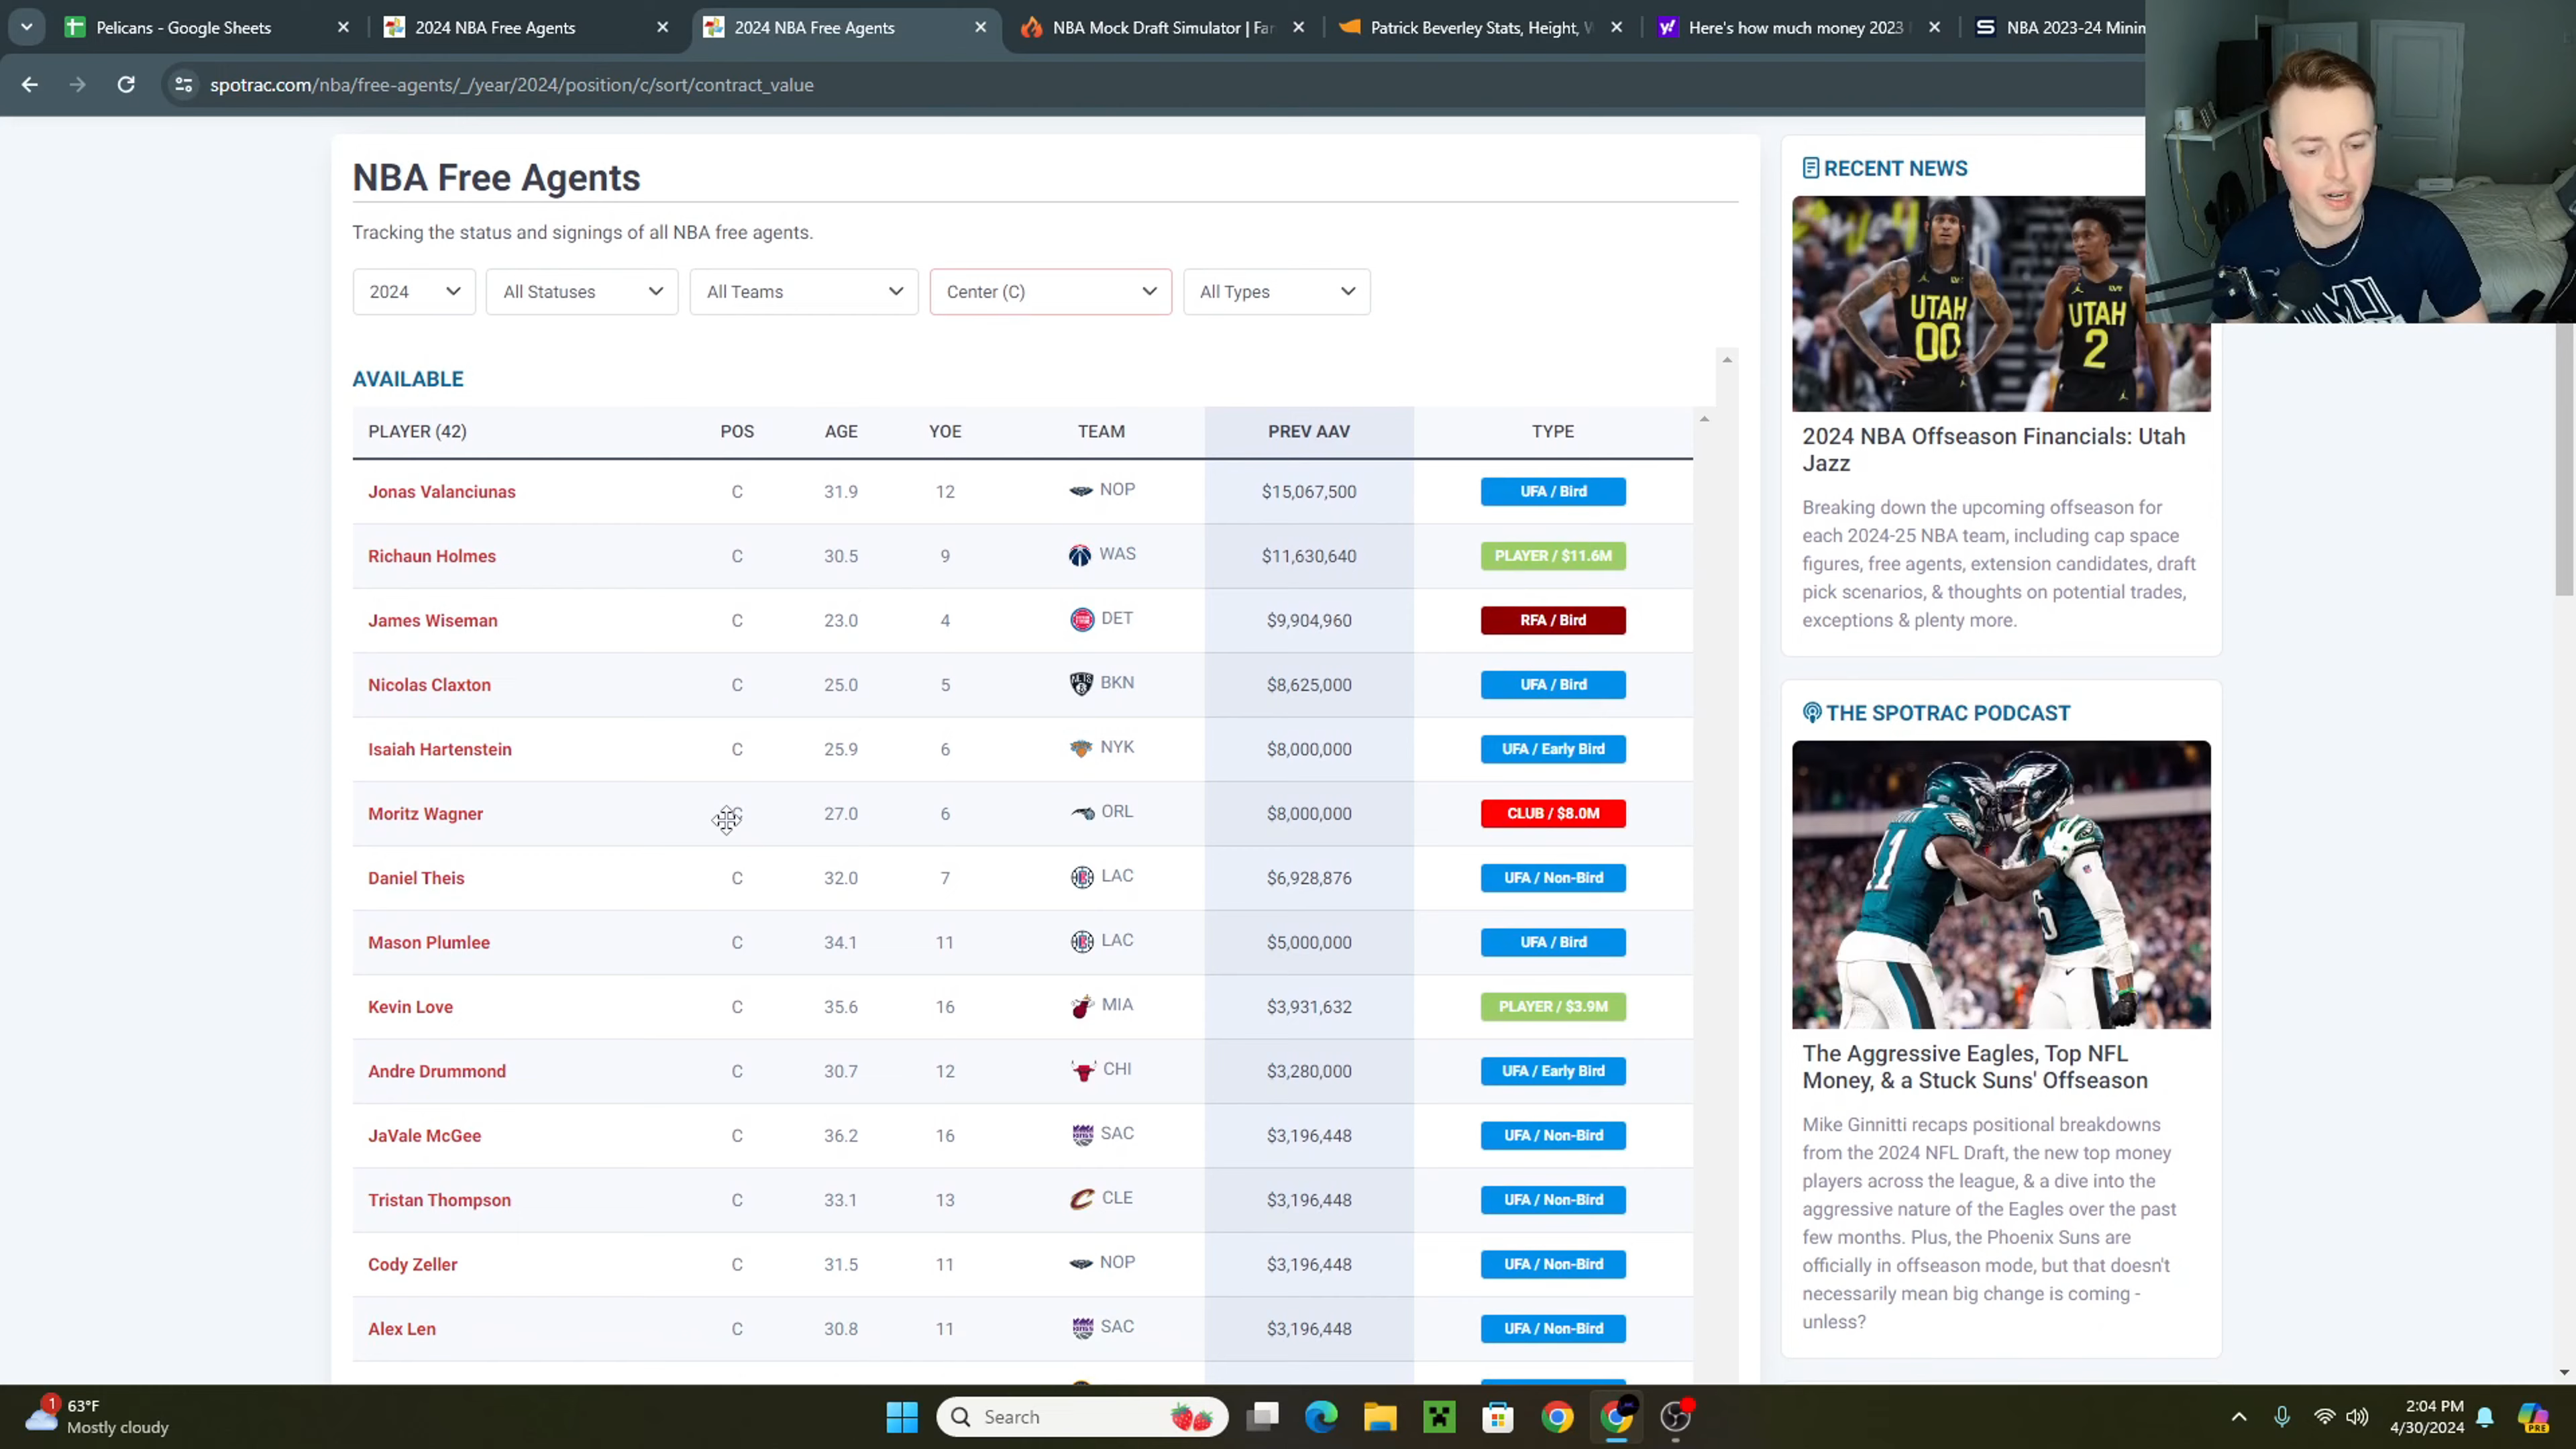 Pelicans - Google Sheets
2024 NBA Free Agents
2024 NBA Free Agents
NBA Mock Draft Simulator | Fan
Patrick Beverley Stats, Height, W
Here's how much money 2023
NBA 2023-24 Minin
spotrac.com/nba/free-agents/_/year/2024/position/c/sort/contract_value
NBA Free Agents
Tracking the status and signings of all NBA free agents.
2024 All Statuses All Teams Center (C) All Types
AVAILABLE
PLAYER (42) POS AGE YOE TEAM PREV AAV TYPE
Jonas Valanciunas C 31.9 12 NOP $15,067,500 UFA / Bird
Richaun Holmes C 30.5 9 WAS $11,630,640 PLAYER / $11.6M
James Wiseman C 23.0 4 DET $9,904,960 RFA / Bird
Nicolas Claxton C 25.0 5 BKN $8,625,000 UFA / Bird
Isaiah Hartenstein C 25.9 6 NYK $8,000,000 UFA / Early Bird
Moritz Wagner C 27.0 6 ORL $8,000,000 CLUB / $8.0M
Daniel Theis C 32.0 7 LAC $6,928,876 UFA / Non-Bird
Mason Plumlee C 34.1 11 LAC $5,000,000 UFA / Bird
Kevin Love C 35.6 16 MIA $3,931,632 PLAYER / $3.9M
Andre Drummond C 30.7 12 CHI $3,280,000 UFA / Early Bird
JaVale McGee C 36.2 16 SAC $3,196,448 UFA / Non-Bird
Tristan Thompson C 33.1 13 CLE $3,196,448 UFA / Non-Bird
Cody Zeller C 31.5 11 NOP $3,196,448 UFA / Non-Bird
Alex Len C 30.8 11 SAC $3,196,448 UFA / Non-Bird
RECENT NEWS
UTAH
00
UTAH
2
2024 NBA Offseason Financials: Utah
Jazz
Breaking down the upcoming offseason for
each 2024-25 NBA team, including cap space
figures, free agents, extension candidates, draft
pick scenarios, & thoughts on potential trades,
exceptions & plenty more.
THE SPOTRAC PODCAST
11
6
The Aggressive Eagles, Top NFL
Money, & a Stuck Suns' Offseason
Mike Ginnitti recaps positional breakdowns
from the 2024 NFL Draft, the new top money
players across the league, & a dive into the
aggressive nature of the Eagles over the past
few months. Plus, the Phoenix Suns are
officially in offseason mode, but that doesn't
necessarily mean big change is coming -
unless?
1
63°F
Mostly cloudy
Search
2:04 PM
4/30/2024
PRE